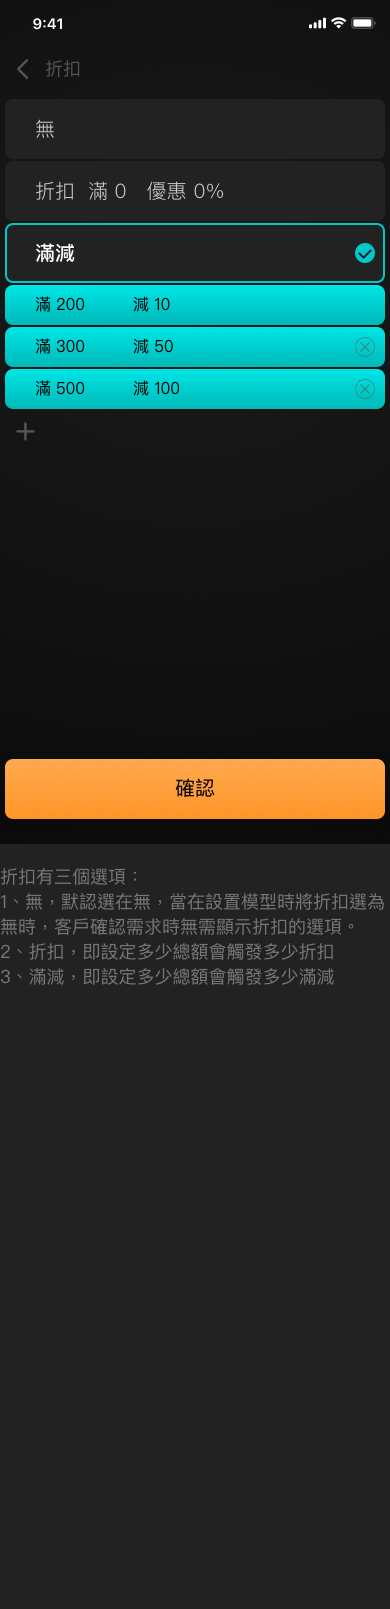 9:41
折扣
無
折扣 滿 0 優惠 0%
滿減
滿 200 減 10
滿 300 減 50
滿 500 減 100
確認
折扣有三個選項：
1、無，默認選在無，當在設置模型時將折扣選為
無時，客戶確認需求時無需顯示折扣的選項。
2、折扣，即設定多少總額會觸發多少折扣
3、滿減，即設定多少總額會觸發多少滿減